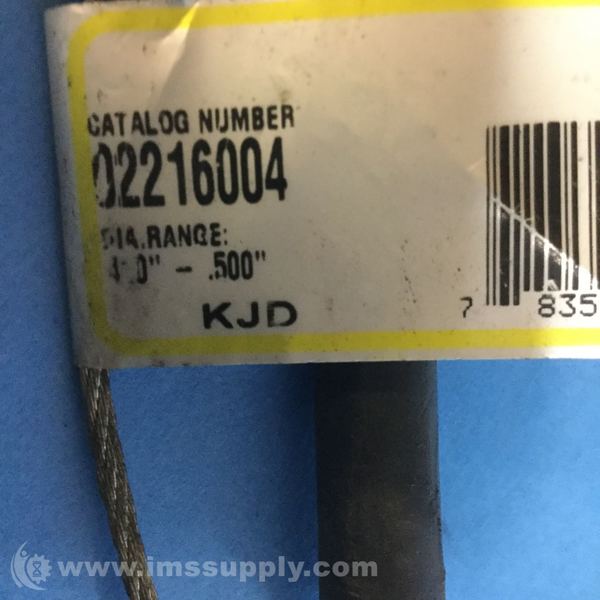 CATALOG NUMBER
02216004
DIA.RANGE:
- .500"
KJD
7 835
www.imssupply.com